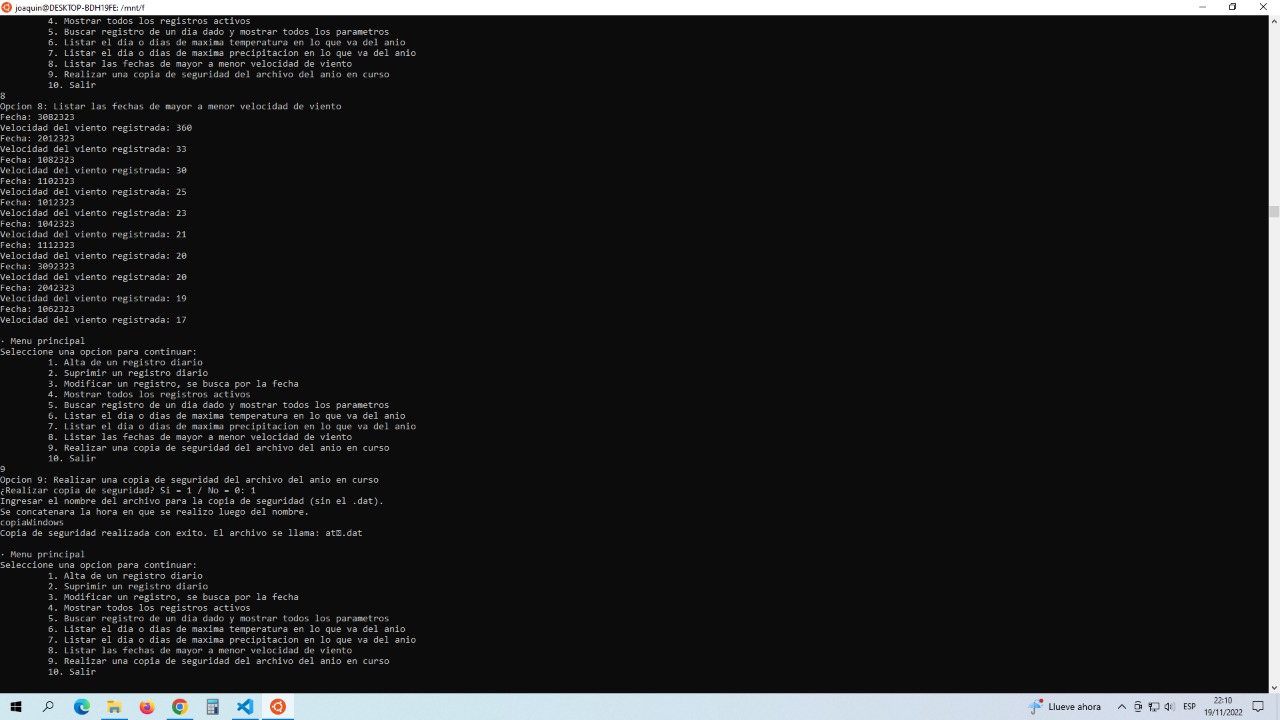 joaquin@DESKTOP-BDH19FE: /mnt/f
4. Mostrar todos los registros activos
5. Buscar registro de un dia dado y mostrar todos los parametros
6. Listar el dia o dias de maxima temperatura en lo que va del anio
7. Listar el dia o dias de maxima precipitacion en lo que va del anio
8. Listar las fechas de mayor a menor velocidad de viento
9. Realizar una copia de seguridad del archivo del anio en curso
10. Salir
8
Opcion 8: Listar las fechas de mayor a menor velocidad de viento
Fecha: 3082323
Velocidad del viento registrada: 360
Fecha: 2012323
Velocidad del viento registrada: 33
Fecha: 1082323
Velocidad del viento registrada: 30
Fecha: 1102323
Velocidad del viento registrada: 25
Fecha: 1012323
Velocidad del viento registrada: 23
Fecha: 1042323
Velocidad del viento registrada: 21
Fecha: 1112323
Velocidad del viento registrada: 20
Fecha: 3092323
Velocidad del viento registrada: 20
Fecha: 2042323
Velocidad del viento registrada: 19
Fecha: 1062323
Velocidad del viento registrada: 17
· Menu principal
Seleccione una opcion para continuar:
1. Alta de un registro diario
2. Suprimir un registro diario
3. Modificar un registro, se busca por la fecha
4. Mostrar todos los registros activos
5. Buscar registro de un dia dado y mostrar todos los parametros
6. Listar el dia o dias de maxima temperatura en lo que va del anio
7. Listar el dia o dias de maxima precipitacion en lo que va del anio
8. Listar las fechas de mayor a menor velocidad de viento
9. Realizar una copia de seguridad del archivo del anio en curso
10. Salir
9
Opcion 9: Realizar una copia de seguridad del archivo del anio en curso
¿Realizar copia de seguridad? Si = 1 / No = 0: 1
Ingresar el nombre del archivo para la copia de seguridad (sin el .dat).
Se concatenara la hora en que se realizo luego del nombre.
copiaWindows
Copia de seguridad realizada con exito. El archivo se llama: at�.dat
· Menu principal
Seleccione una opcion para continuar:
1. Alta de un registro diario
2. Suprimir un registro diario
3. Modificar un registro, se busca por la fecha
4. Mostrar todos los registros activos
5. Buscar registro de un dia dado y mostrar todos los parametros
6. Listar el dia o dias de maxima temperatura en lo que va del anio
7. Listar el dia o dias de maxima precipitacion en lo que va del anio
8. Listar las fechas de mayor a menor velocidad de viento
9. Realizar una copia de seguridad del archivo del anio en curso
10. Salir
Llueve ahora
ESP
22:10
19/11/2022